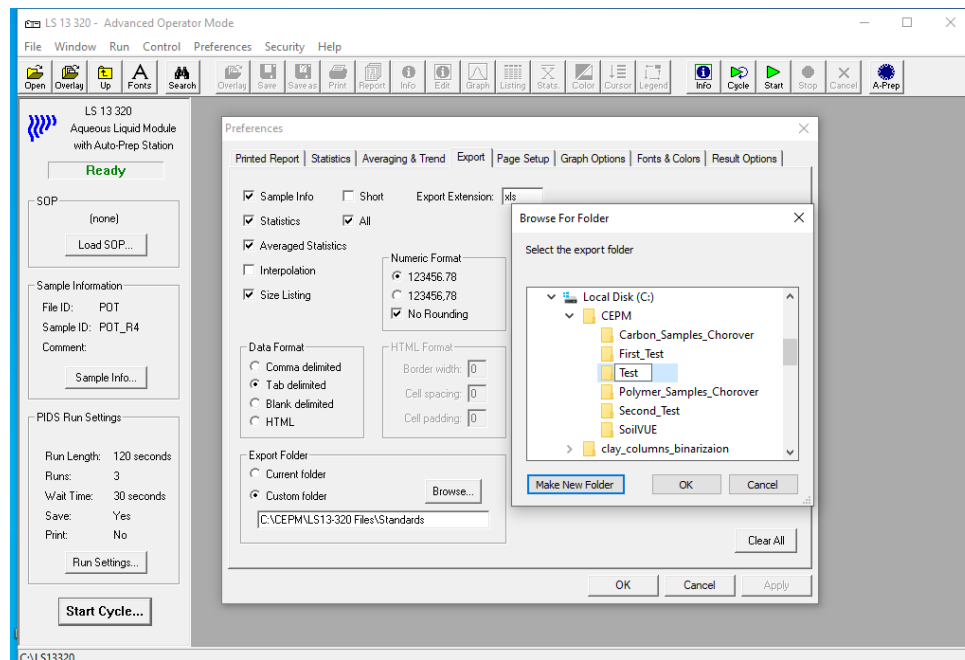 LS 13 320 - Advanced Operator Mode
File Window Run Control Preferences Security Help
Open Overlay Up Fonts Search Overlay Save Save as Print Report Info Edit Graph Listing Stats. Color Cursor Legend Info Cycle Start Stop Cancel A-Prep
LS 13 320
Aqueous Liquid Module
with Auto-Prep Station
Ready
SOP
(none)
Load SOP...
Sample Information
File ID: POT
Sample ID: POT_R4
Comment:
Sample Info...
PIDS Run Settings
Run Length: 120 seconds
Runs: 3
Wait Time: 30 seconds
Save: Yes
Print: No
Run Settings...
Start Cycle...
C:\LS13320
Preferences
Printed Report Statistics Averaging & Trend Export Page Setup Graph Options Fonts & Colors Result Options
Sample Info Short Export Extension: xls
Statistics All
Averaged Statistics
Interpolation
Size Listing
Numeric Format
123456.78
123456,78
No Rounding
Data Format
Comma delimited
Tab delimited
Blank delimited
HTML
HTML Format
Border width: 0
Cell spacing: 0
Cell padding: 0
Export Folder
Current folder
Custom folder
Browse...
C:\CEPM\LS13-320 Files\Standards
Clear All
OK Cancel Apply
Browse For Folder
Select the export folder
Local Disk (C:)
CEPM
Carbon_Samples_Chorover
First_Test
Test
Polymer_Samples_Chorover
Second_Test
SoilVUE
clay_columns_binarizaion
Make New Folder OK Cancel